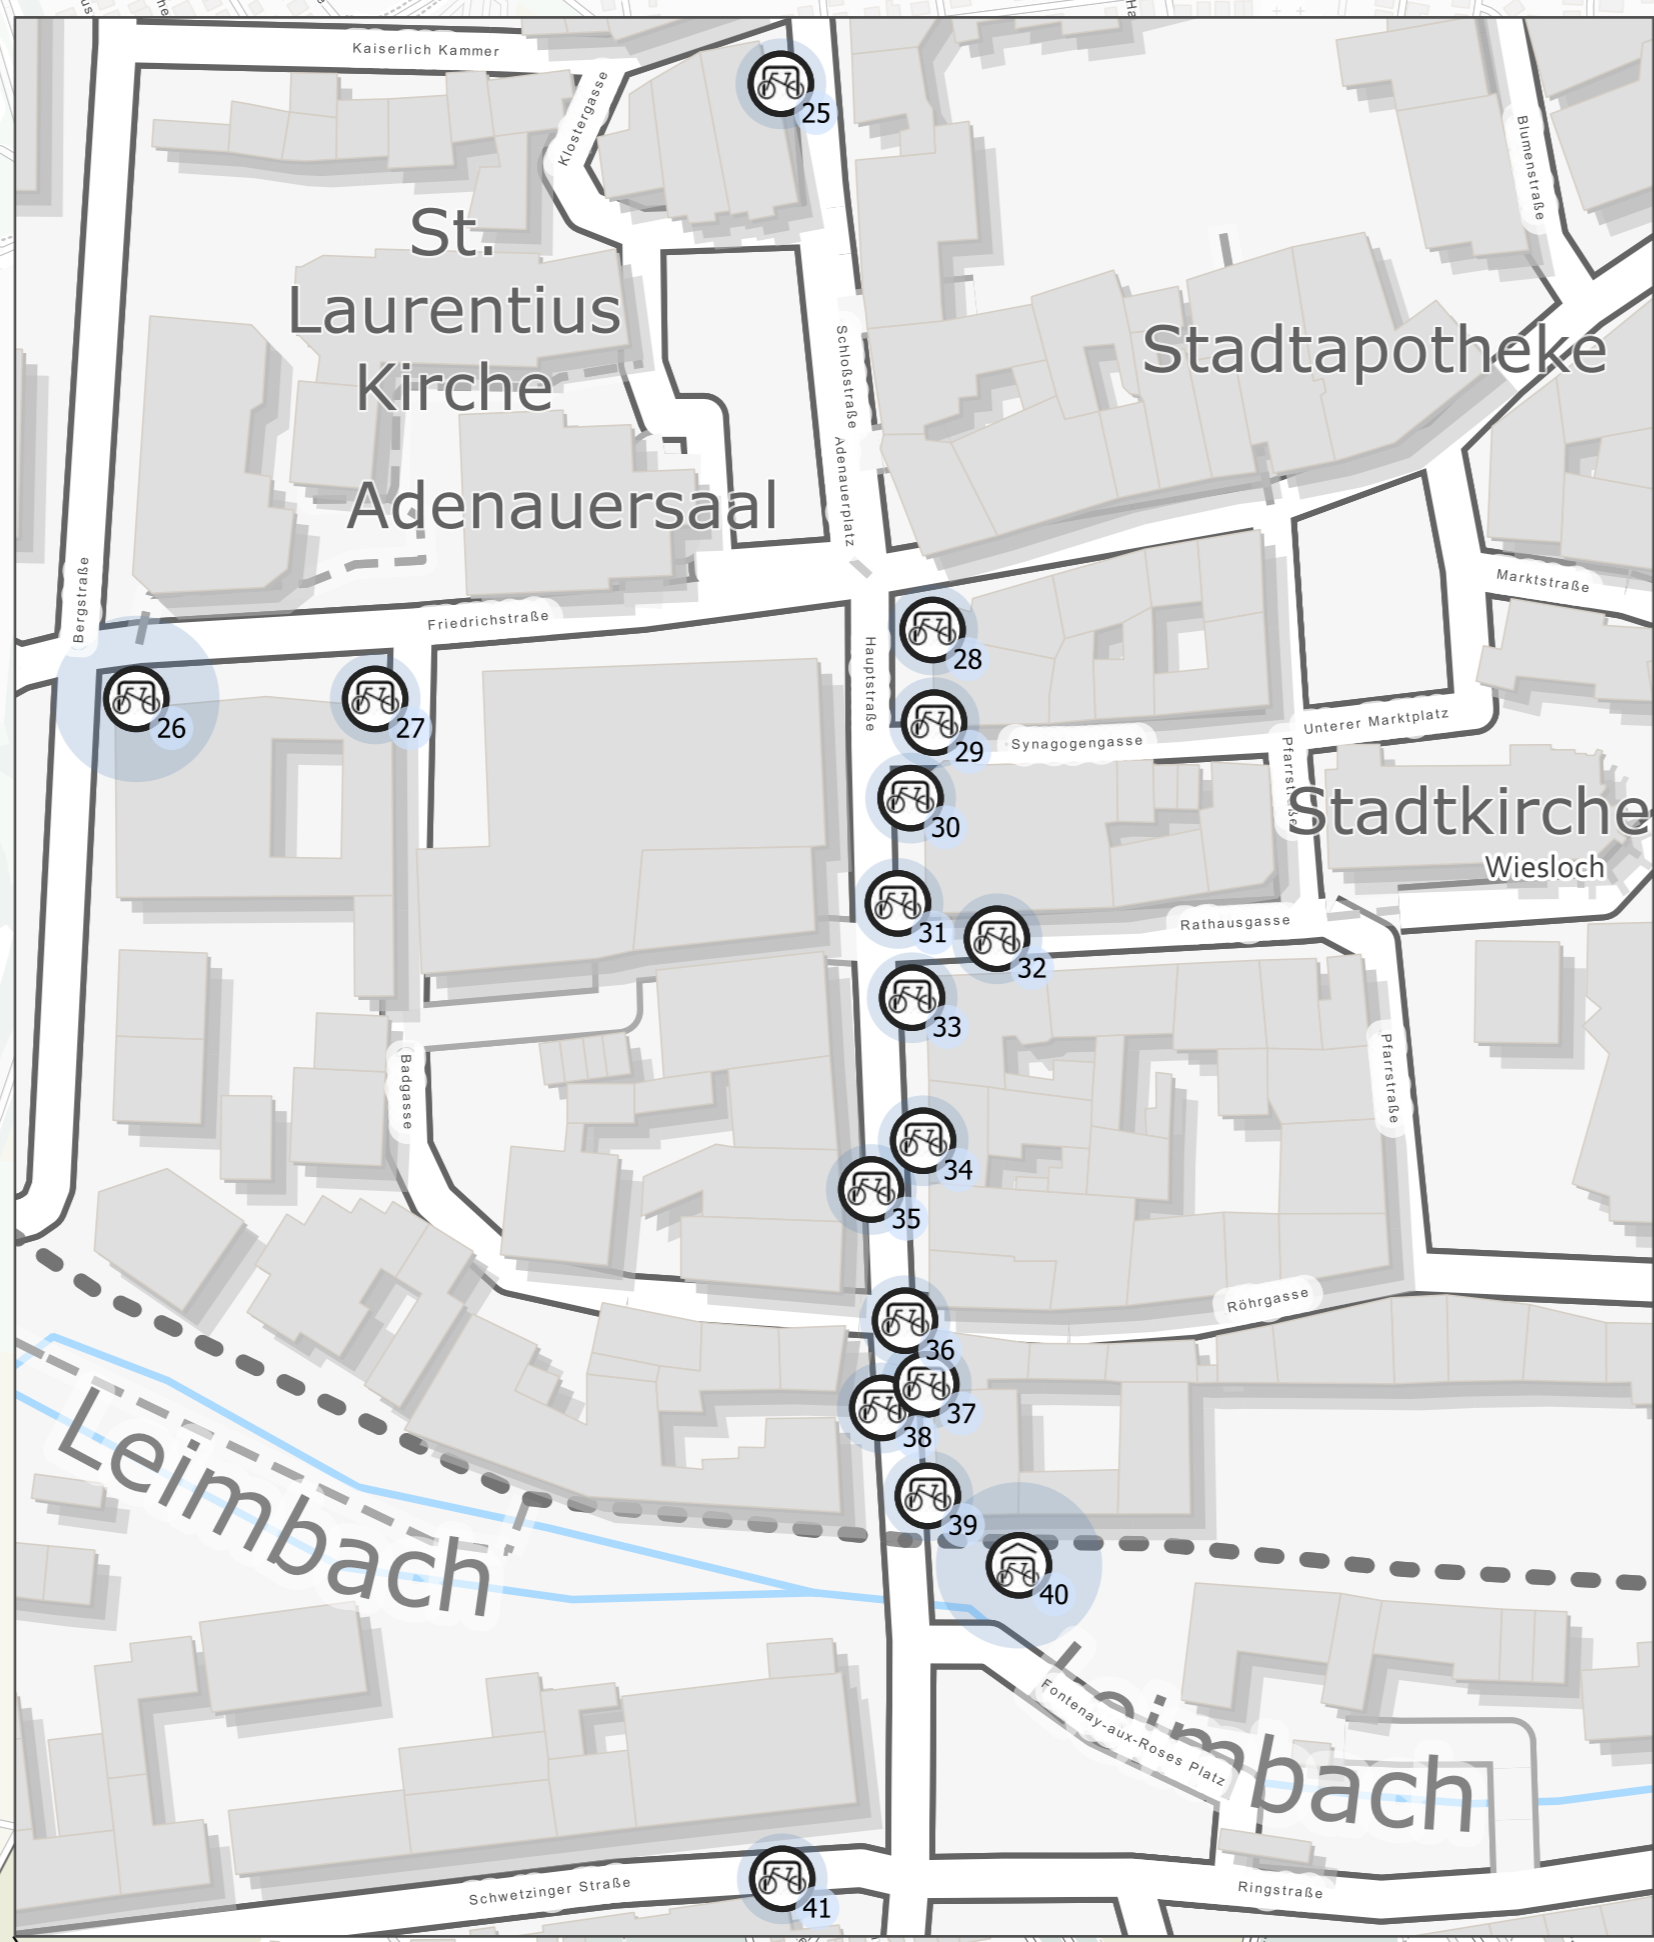 Kaiserlich Kammer
Klostergasse
25
Blumenstraße
St.
Laurentius
Kirche
Schloßstraße
Stadtapotheke
Adenauerplatz
Adenauersaal
Bergstraße
Friedrichstraße
Marktstraße
28
Hauptstraße
26
27
29
Synagogengasse
Unterer Marktplatz
Pfarrstraße
30
Stadtkirche
Wiesloch
31
32
Rathausgasse
33
Badgasse
Pfarrstraße
34
35
Röhrgasse
36
37
38
Leimbach
39
40
Fontenay-aux-Roses Platz
Leimbach
Schwetzinger Straße
41
Ringstraße